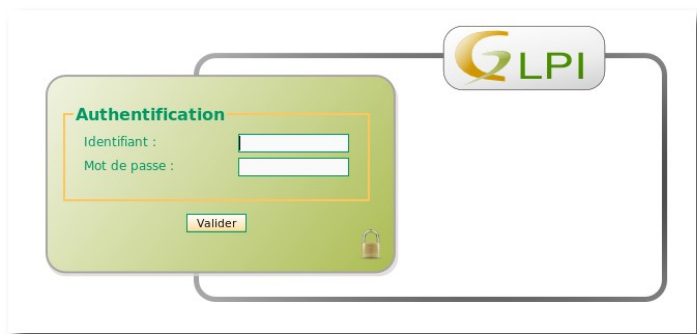 GLPI
Authentification
Identifiant :
Mot de passe :
Valider